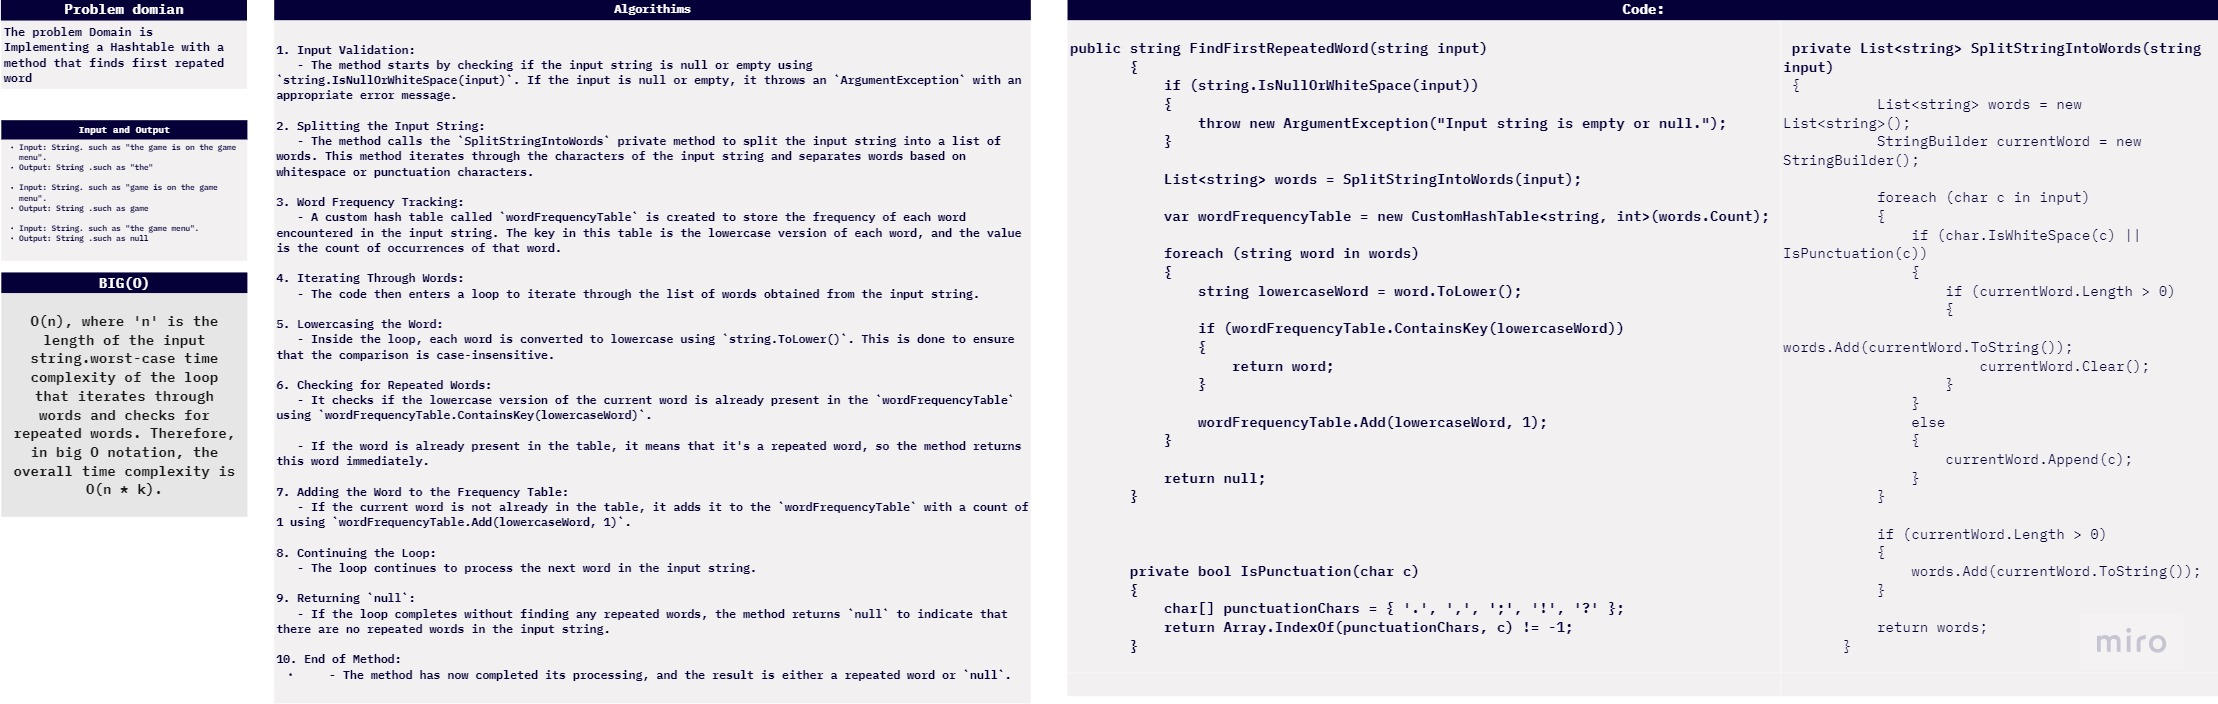 Problem domian
The problem Domain is
Implementing a Hashtable with a
method that finds first repated
word
Input and Output
· Input: String. such as "the game is on the game
menu".
· Output: String .such as "the"
· Input: String. such as "game is on the game
menu".
· Output: String .such as game
· Input: String. such as "the game menu".
· Output: String .such as null
BIG(O)
O(n), where 'n' is the
length of the input
string.worst-case time
complexity of the loop
that iterates through
words and checks for
repeated words. Therefore,
in big O notation, the
overall time complexity is
O(n * k).
Algorithims
1. Input Validation:
- The method starts by checking if the input string is null or empty using
`string.IsNullOrWhiteSpace(input)`. If the input is null or empty, it throws an `ArgumentException` with an
appropriate error message.
2. Splitting the Input String:
- The method calls the `SplitStringIntoWords` private method to split the input string into a list of
words. This method iterates through the characters of the input string and separates words based on
whitespace or punctuation characters.
3. Word Frequency Tracking:
- A custom hash table called `wordFrequencyTable` is created to store the frequency of each word
encountered in the input string. The key in this table is the lowercase version of each word, and the value
is the count of occurrences of that word.
4. Iterating Through Words:
- The code then enters a loop to iterate through the list of words obtained from the input string.
5. Lowercasing the Word:
- Inside the loop, each word is converted to lowercase using `string.ToLower()`. This is done to ensure
that the comparison is case-insensitive.
6. Checking for Repeated Words:
- It checks if the lowercase version of the current word is already present in the `wordFrequencyTable`
using `wordFrequencyTable.ContainsKey(lowercaseWord)`.
- If the word is already present in the table, it means that it's a repeated word, so the method returns
this word immediately.
7. Adding the Word to the Frequency Table:
- If the current word is not already in the table, it adds it to the `wordFrequencyTable` with a count of
1 using `wordFrequencyTable.Add(lowercaseWord, 1)`.
8. Continuing the Loop:
- The loop continues to process the next word in the input string.
9. Returning `null`:
- If the loop completes without finding any repeated words, the method returns `null` to indicate that
there are no repeated words in the input string.
10. End of Method:
· - The method has now completed its processing, and the result is either a repeated word or `null`.
Code:
public string FindFirstRepeatedWord(string input)
{
if (string.IsNullOrWhiteSpace(input))
{
throw new ArgumentException("Input string is empty or null.");
}
List<string> words = SplitStringIntoWords(input);
var wordFrequencyTable = new CustomHashTable<string, int>(words.Count);
foreach (string word in words)
{
string lowercaseWord = word.ToLower();
if (wordFrequencyTable.ContainsKey(lowercaseWord))
{
return word;
}
wordFrequencyTable.Add(lowercaseWord, 1);
}
return null;
}
private bool IsPunctuation(char c)
{
char[] punctuationChars = { '.', ',', ';', '!', '?' };
return Array.IndexOf(punctuationChars, c) != -1;
}
private List<string> SplitStringIntoWords(string
input)
{
List<string> words = new
List<string>();
StringBuilder currentWord = new
StringBuilder();
foreach (char c in input)
{
if (char.IsWhiteSpace(c) ||
IsPunctuation(c))
{
if (currentWord.Length > 0)
{
words.Add(currentWord.ToString());
currentWord.Clear();
}
}
else
{
currentWord.Append(c);
}
}
if (currentWord.Length > 0)
{
words.Add(currentWord.ToString());
}
return words;
}
miro